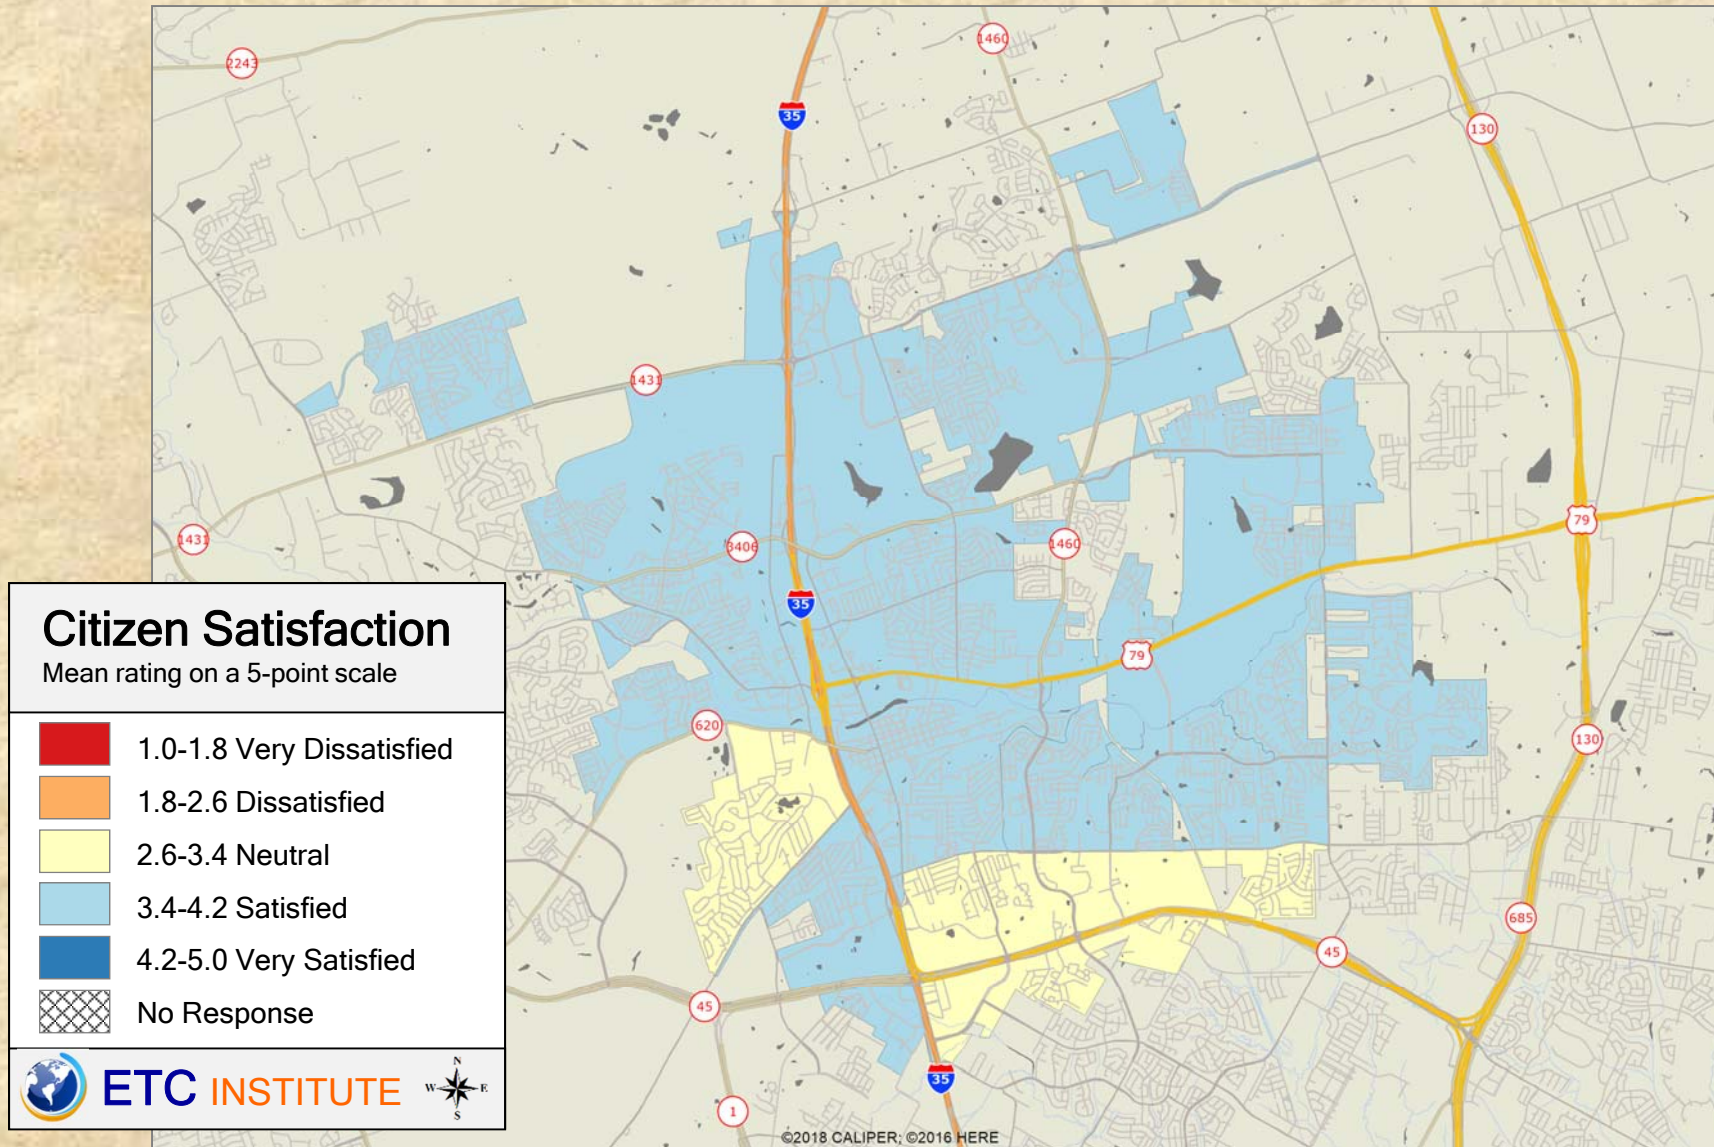 2243
1460
35
130
1431
1431
3406
1460
79
35
79
620
130
685
45
45
35
1
Citizen Satisfaction
Mean rating on a 5-point scale
1.0-1.8 Very Dissatisfied
1.8-2.6 Dissatisfied
2.6-3.4 Neutral
3.4-4.2 Satisfied
4.2-5.0 Very Satisfied
No Response
ETC INSTITUTE
N
W E
S
©2018 CALIPER; ©2016 HERE